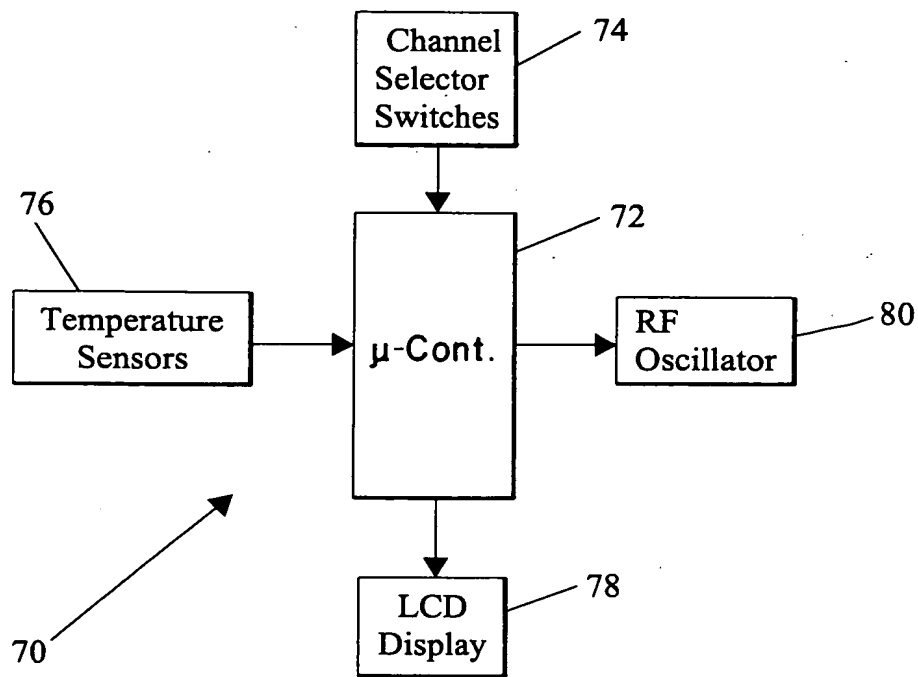 Channel
Selector
Switches
74
76
72
Temperature
Sensors
μ-Cont.
RF
Oscillator
80
70
LCD
Display
78